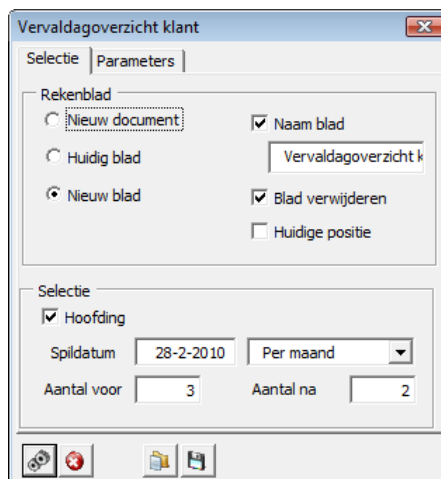 Vervaldagoverzicht klant
Selectie
Parameters
Rekenblad
Nieuw document
Naam blad
Huidig blad
Vervaldagoverzicht k
Nieuw blad
Blad verwijderen
Huidige positie
Selectie
Hoofding
Spildatum 28-2-2010 Per maand
Aantal voor 3 Aantal na 2